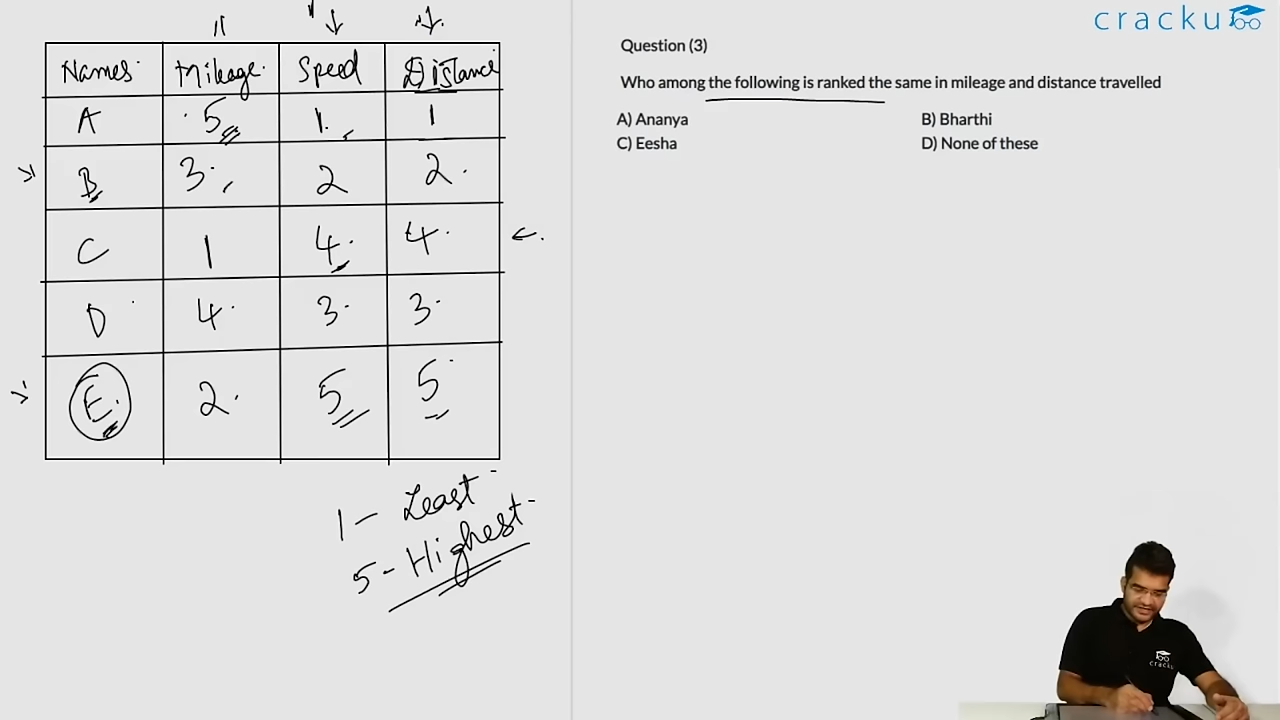 cracku
Names Mileage Speed Distance
A 5 1 1
B 3 2 2
C 1 4 4
D 4 3 3
E 2 5 5
1 - Least
5 - Highest
Question (3)
Who among the following is ranked the same in mileage and distance travelled
A) Ananya B) Bharthi
C) Eesha D) None of these
cracku